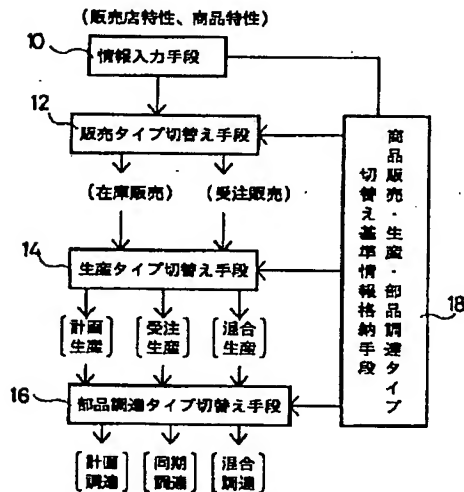 (販売店特性、商品特性)
10
情報入力手段
12
販売タイプ切替え手段
(在庫販売)
(受注販売)
14
生産タイプ切替え手段
計画
生産
受注
生産
混合
生産
16
部品調達タイプ切替え手段
計画
調達
同期
調達
混合
調達
商品販売・生産・部品調達タイプ
切替え基準情報格納手段
18